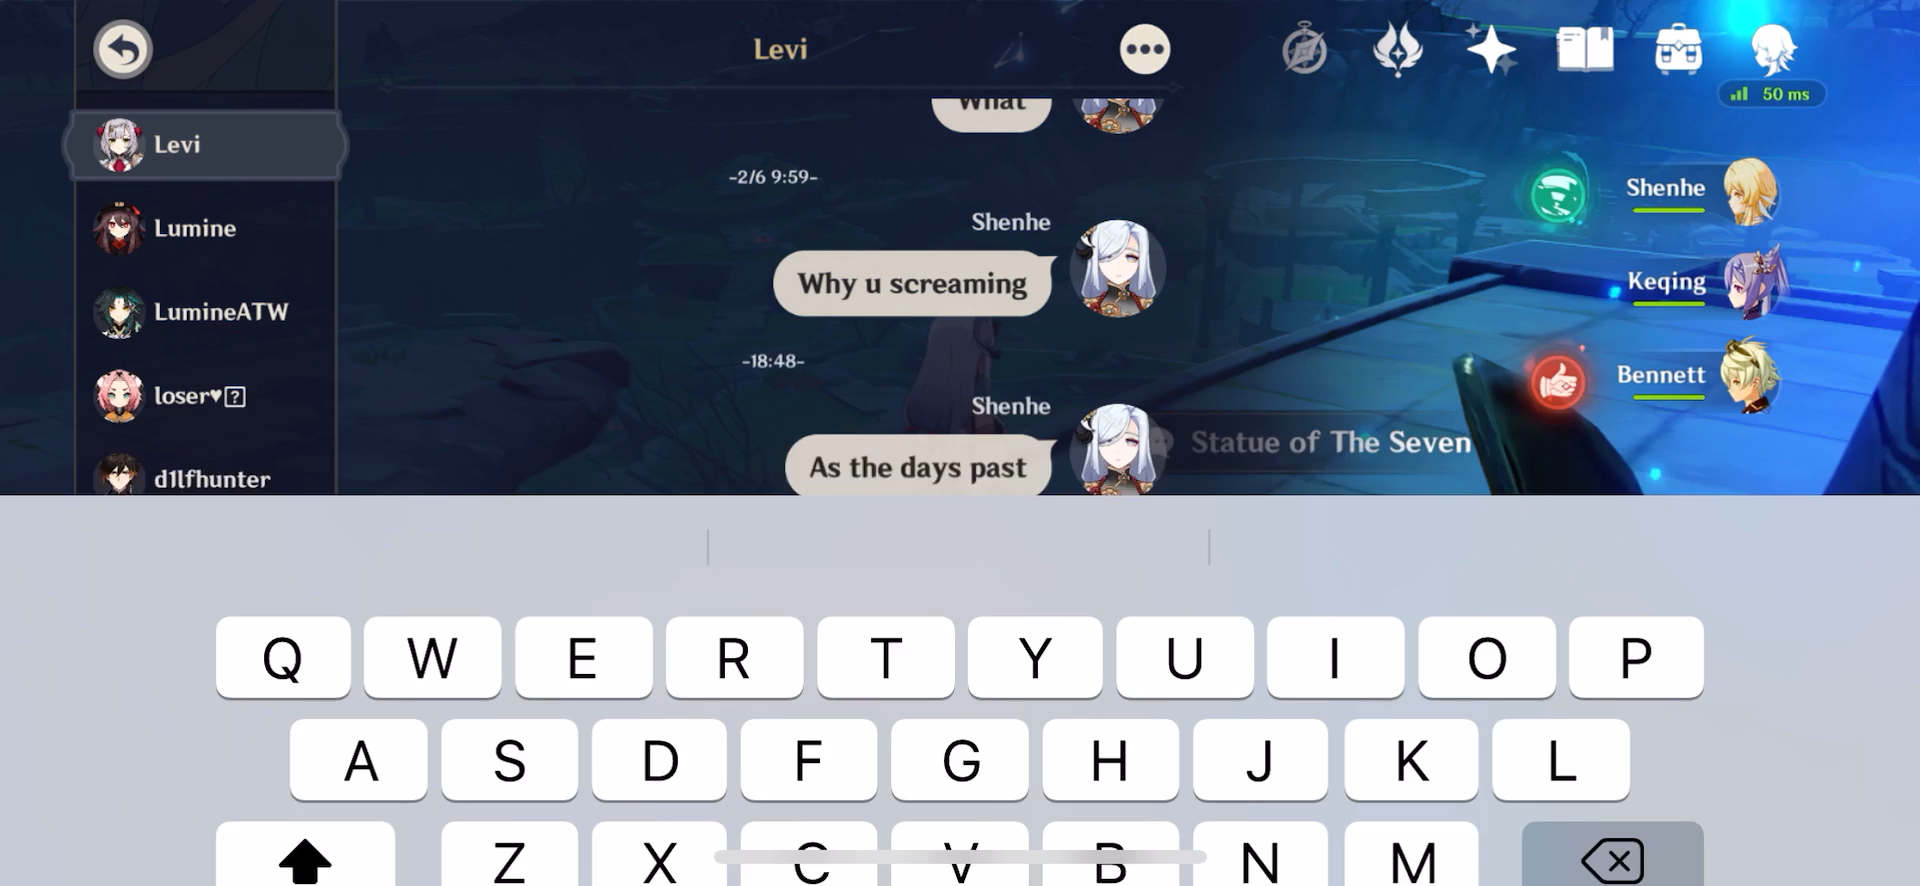 Levi
50 ms
Levi
Lumine
LumineATW
loser♥?
d1lfhunter
What
-2/6 9:59-
Shenhe
Why u screaming
-18:48-
Shenhe
As the days past
Shenhe
Keqing
Bennett
Statue of The Seven
Q W E R T Y U I O P
A S D F G H J K L
Z X C V B N M